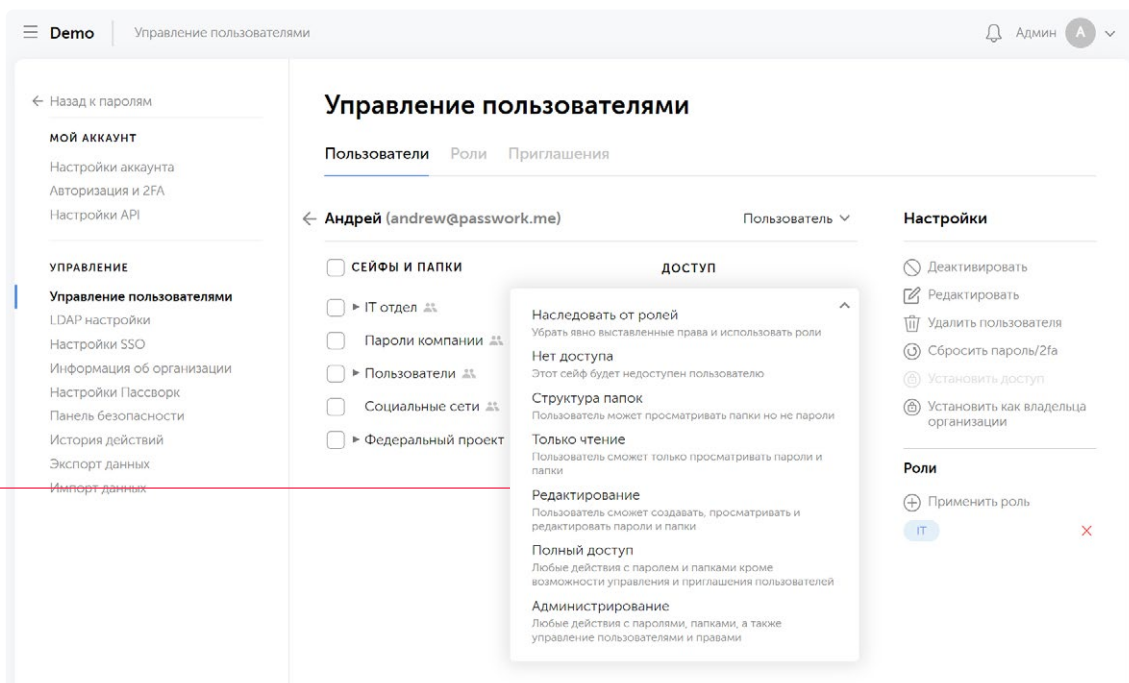 Demo
Управление пользователями
Админ
A
Назад к паролям
МОЙ АККАУНТ
Настройки аккаунта
Авторизация и 2FA
Настройки API
УПРАВЛЕНИЕ
Управление пользователями
LDAP настройки
Настройки SSO
Информация об организации
Настройки Пассворк
Панель безопасности
История действий
Экспорт данных
Импорт данных
Управление пользователями
Пользователи
Роли
Приглашения
Андрей (andrew@passwork.me)
Пользователь
СЕЙФЫ И ПАПКИ
ДОСТУП
IT отдел
Пароли компании
Пользователи
Социальные сети
Федеральный проект
Наследовать от ролей
Убрать явно выставленные права и использовать роли
Нет доступа
Этот сейф будет недоступен пользователю
Структура папок
Пользователь может просматривать папки но не пароли
Только чтение
Пользователь сможет только просматривать пароли и
папки
Редактирование
Пользователь сможет создавать, просматривать и
редактировать пароли и папки
Полный доступ
Любые действия с паролем и папками кроме
возможности управления и приглашения пользователей
Администрирование
Любые действия с паролями, папками, а также
управление пользователями и правами
Настройки
Деактивировать
Редактировать
Удалить пользователя
Сбросить пароль/2fa
Установить доступ
Установить как владельца
организации
Роли
Применить роль
IT